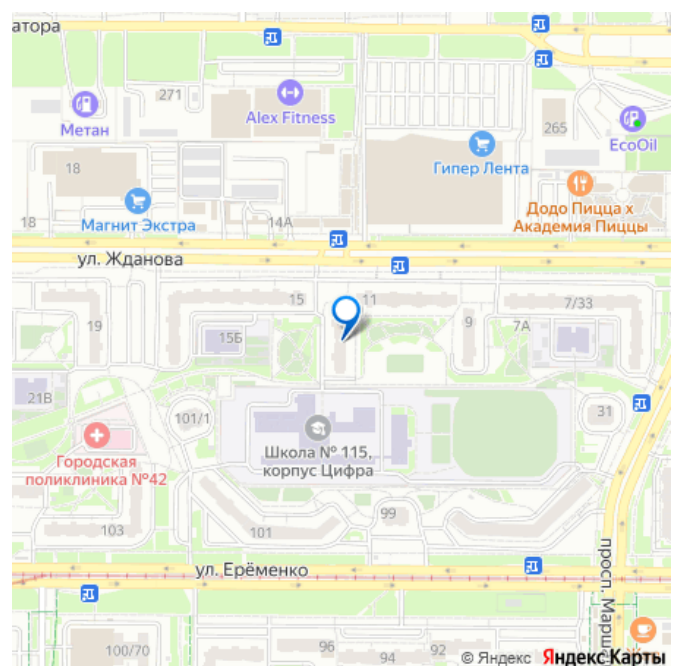 атора
271
Alex Fitness
Метан
265
EcoOil
Гипер Лента
18
Додо Пицца х
Академия Пиццы
Магнит Экстра
18
14А
ул. Жданова
15
11
7/33
19
15Б
9
7А
21В
101/1
31
Школа № 115,
корпус Цифра
Городская
поликлиника №42
99
103
101
просп. Марша
ул. Ерёменко
100/70
96
94
92
© Яндекс Яндекс Карты